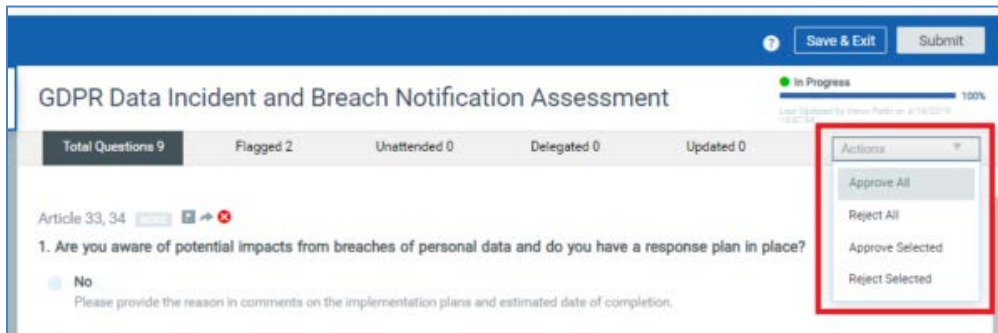 ? Save & Exit Submit
GDPR Data Incident and Breach Notification Assessment
In Progress
100%
Total Questions 9 Flagged 2 Unattended 0 Delegated 0 Updated 0 Actions
Approve All
Reject All
Approve Selected
Reject Selected
Article 33, 34
1. Are you aware of potential impacts from breaches of personal data and do you have a response plan in place?
No
Please provide the reason in comments on the implementation plans and estimated date of completion.